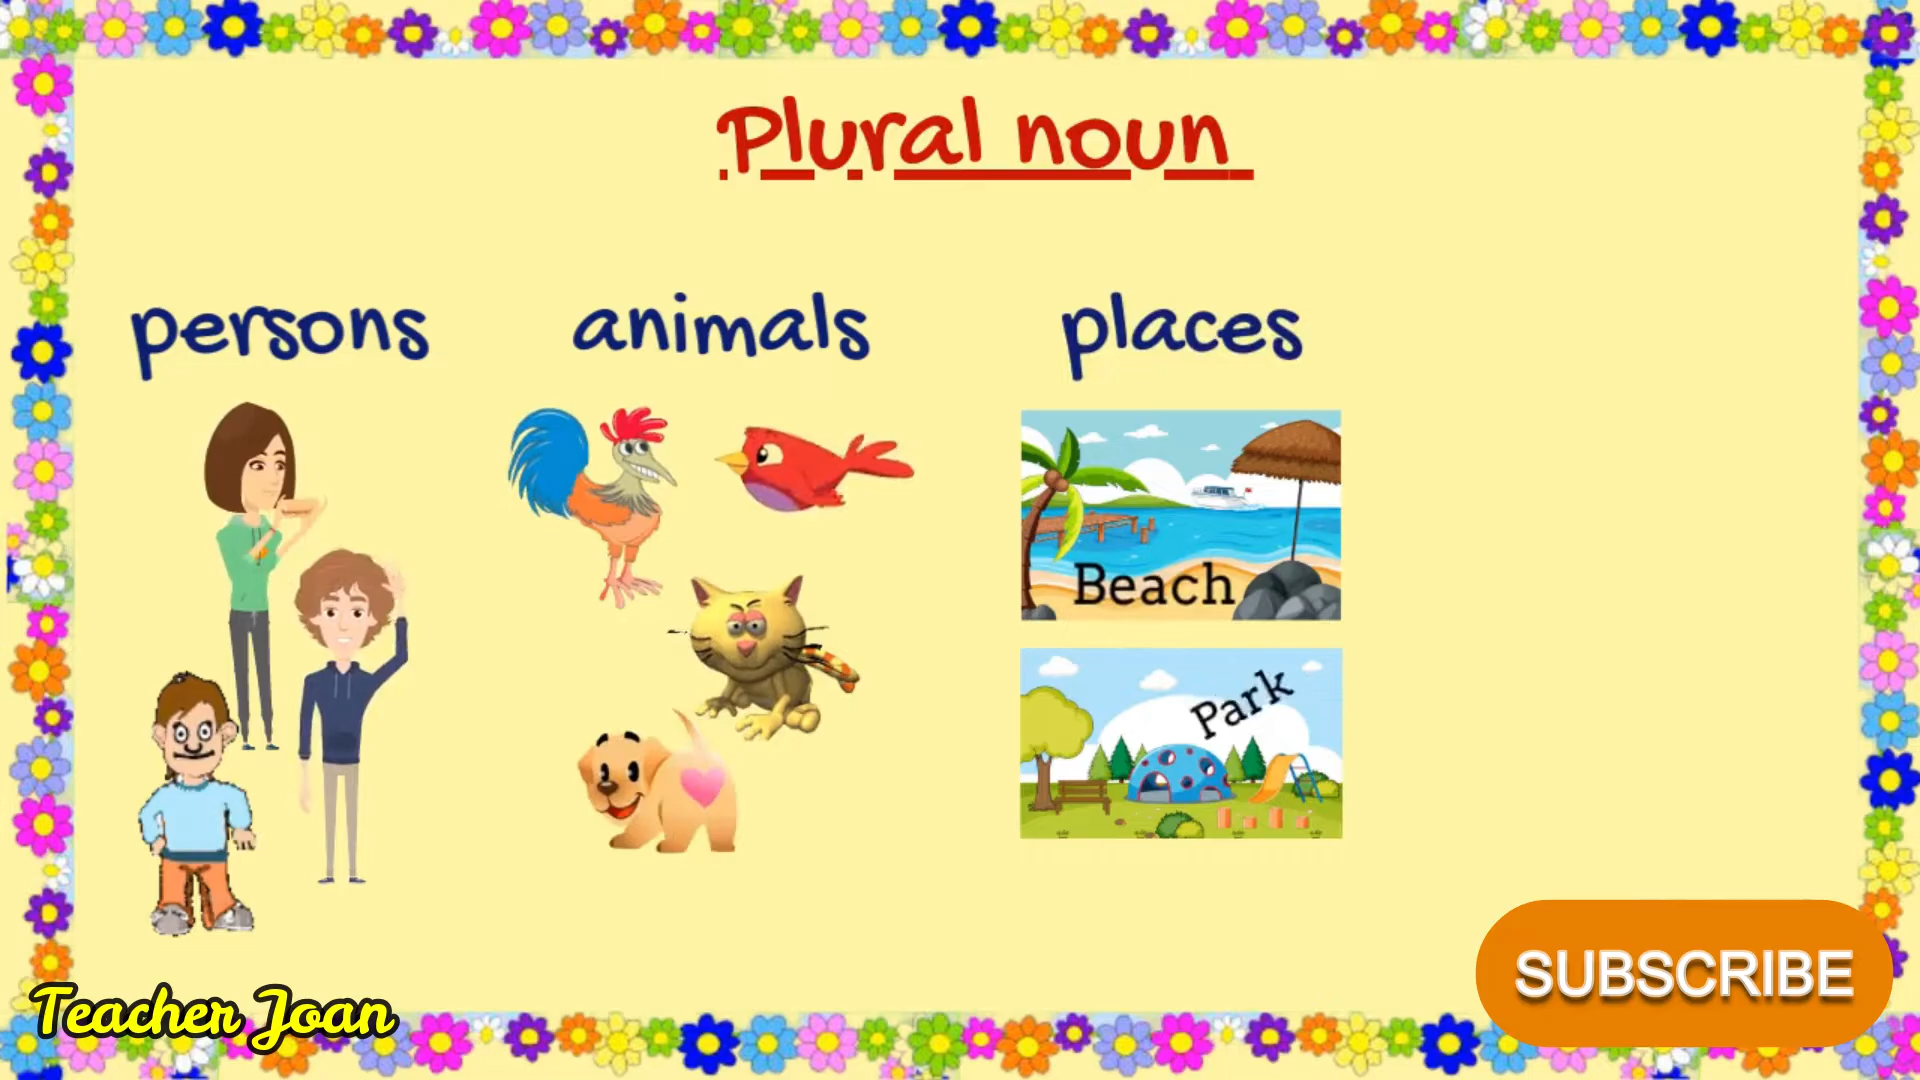 Plural noun
persons
animals
places
Beach
Park
SUBSCRIBE
Teacher Joan